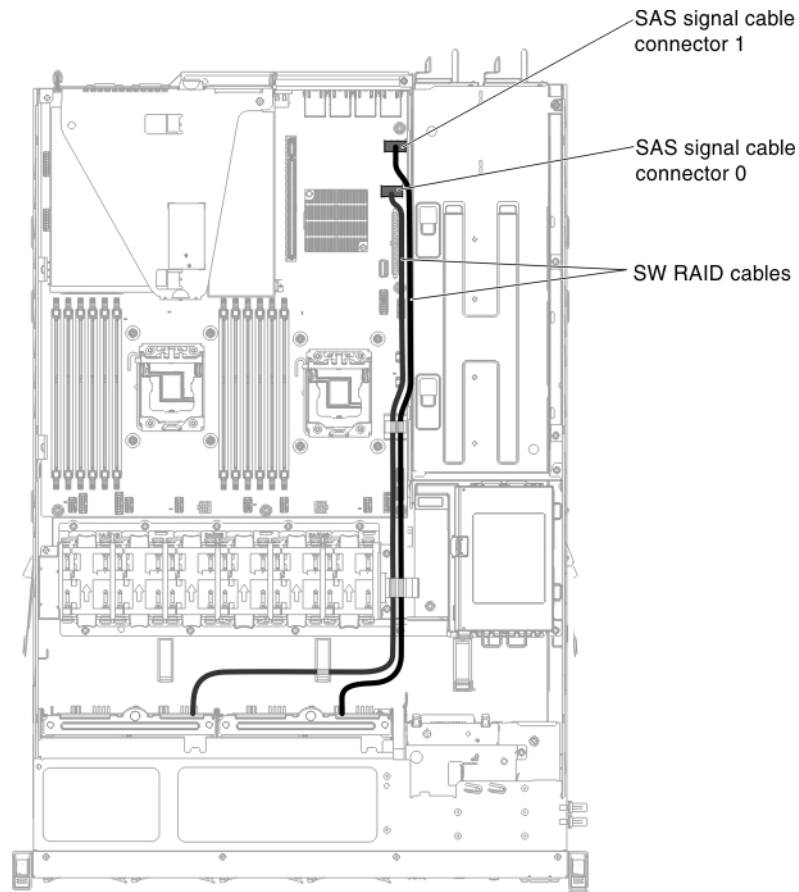 SAS signal cable
connector 1
SAS signal cable
connector 0
SW RAID cables